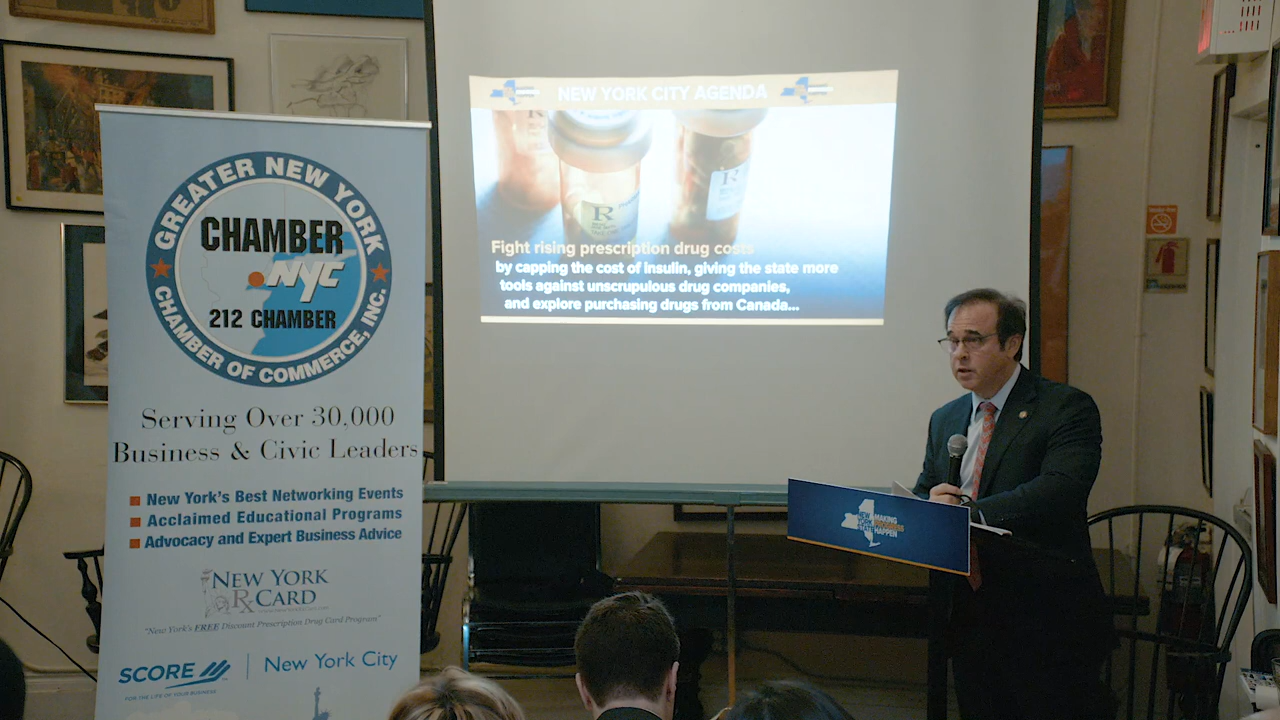 GREATER NEW YORK
CHAMBER OF COMMERCE, INC.
CHAMBER
.NYC
212 CHAMBER
Serving Over 30,000
Business & Civic Leaders
New York's Best Networking Events
Acclaimed Educational Programs
Advocacy and Expert Business Advice
NEW YORK
RX CARD
"New York's FREE Discount Prescription Drug Card Program"
SCORE
FOR THE LIFE OF YOUR BUSINESS
New York City
NEW YORK CITY AGENDA
R
R
R
Fight rising prescription drug costs
by capping the cost of insulin, giving the state more
tools against unscrupulous drug companies,
and explore purchasing drugs from Canada...
NEW YORK STATE
MAKING
PROGRESS
HAPPEN